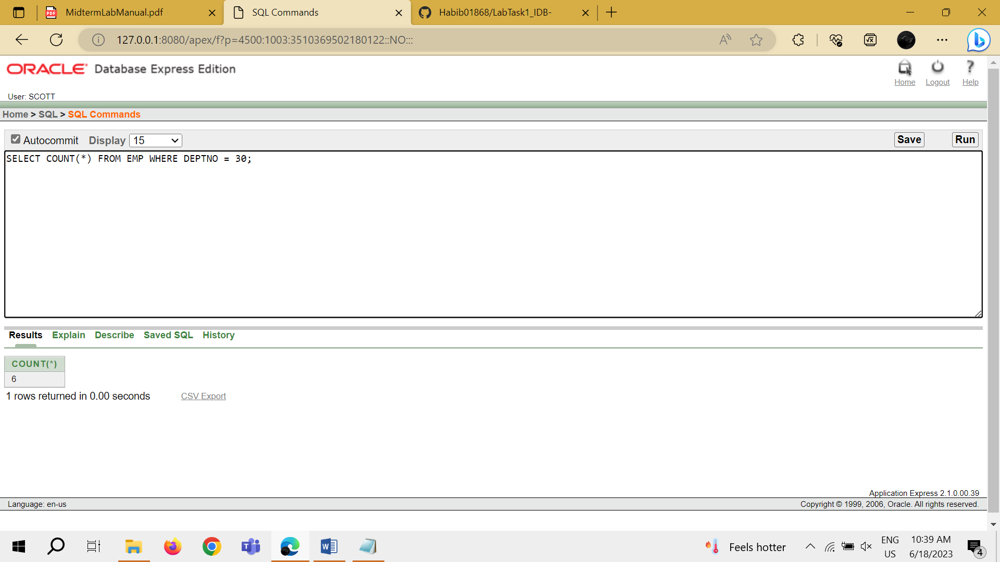 MidtermLabManual.pdf
SQL Commands
Habib01868/LabTask1_IDB-
127.0.0.1:8080/apex/f?p=4500:1003:3510369502180122::NO:::
ORACLE Database Express Edition
Home Logout Help
User: SCOTT
Home > SQL > SQL Commands
Autocommit Display 15 Save Run
SELECT COUNT(*) FROM EMP WHERE DEPTNO = 30;
Results Explain Describe Saved SQL History
COUNT(*)
6
1 rows returned in 0.00 seconds CSV Export
Application Express 2.1.0.00.39
Language: en-us Copyright © 1999, 2006, Oracle. All rights reserved.
Feels hotter
ENG
US
10:39 AM
6/18/2023
4